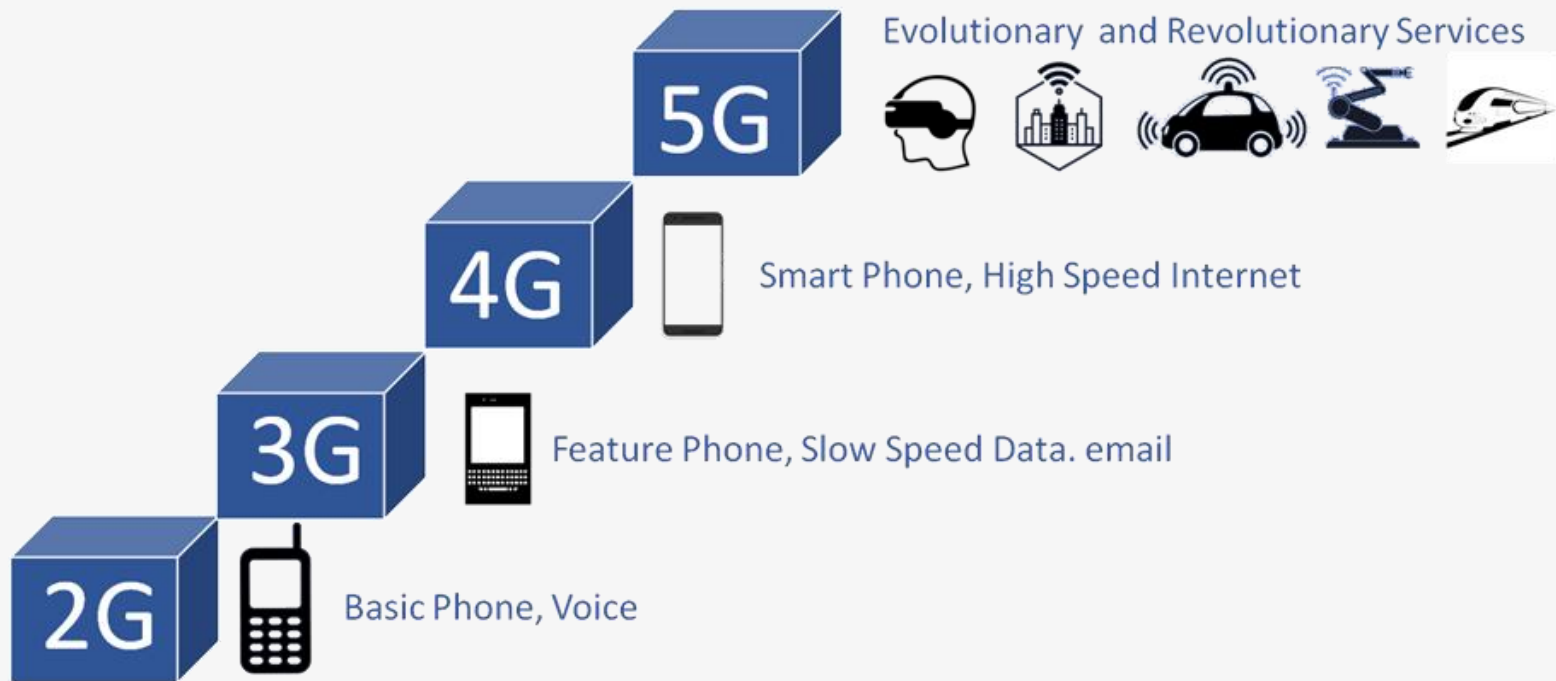 5G
Evolutionary and Revolutionary Services
4G
Smart Phone, High Speed Internet
3G
Feature Phone, Slow Speed Data. email
2G
Basic Phone, Voice